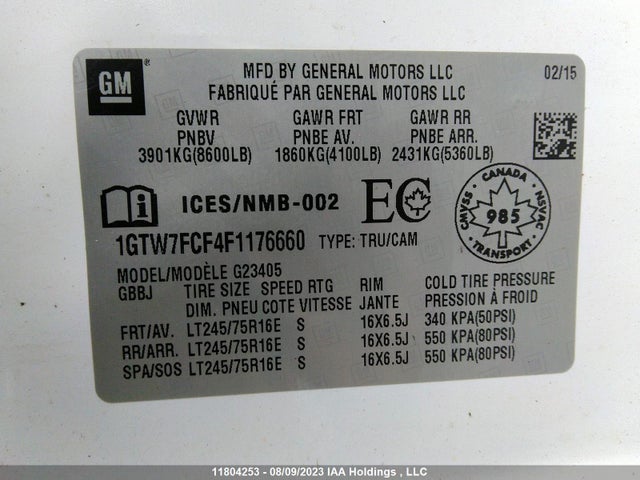 GM
MFD BY GENERAL MOTORS LLC 02/15
FABRIQUÉ PAR GENERAL MOTORS LLC
GVWR GAWR FRT GAWR RR
PNBV PNBE AV. PNBE ARR.
3901KG(8600LB) 1860KG(4100LB) 2431KG(5360LB)
ICES/NMB-002 EC
CANADA
CMVSS 985 NSVAC
TRANSPORT
1GTW7FCF4F1176660 TYPE: TRU/CAM
MODEL/MODÈLE G23405
GBBJ TIRE SIZE SPEED RTG RIM COLD TIRE PRESSURE
DIM. PNEU COTE VITESSE JANTE PRESSION À FROID
FRT/AV. LT245/75R16E S 16X6.5J 340 KPA(50PSI)
RR/ARR. LT245/75R16E S 16X6.5J 550 KPA(80PSI)
SPA/SOS LT245/75R16E S 16X6.5J 550 KPA(80PSI)
11804253 - 08/09/2023 IAA Holdings , LLC